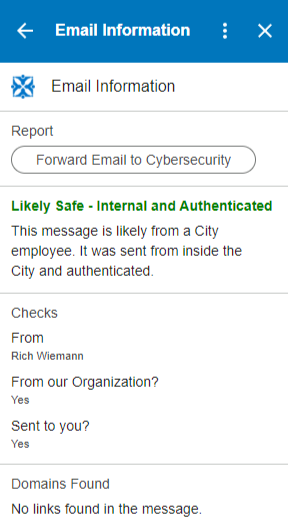 Email Information
Email Information
Report
Forward Email to Cybersecurity
Likely Safe - Internal and Authenticated
This message is likely from a City
employee. It was sent from inside the
City and authenticated.
Checks
From
Rich Wiemann
From our Organization?
Yes
Sent to you?
Yes
Domains Found
No links found in the message.